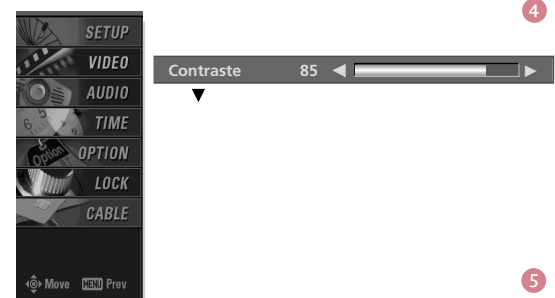 4
SETUP
VIDEO
Contraste 85
AUDIO
TIME
Option OPTION
LOCK
CABLE
Move MENU Prev
5